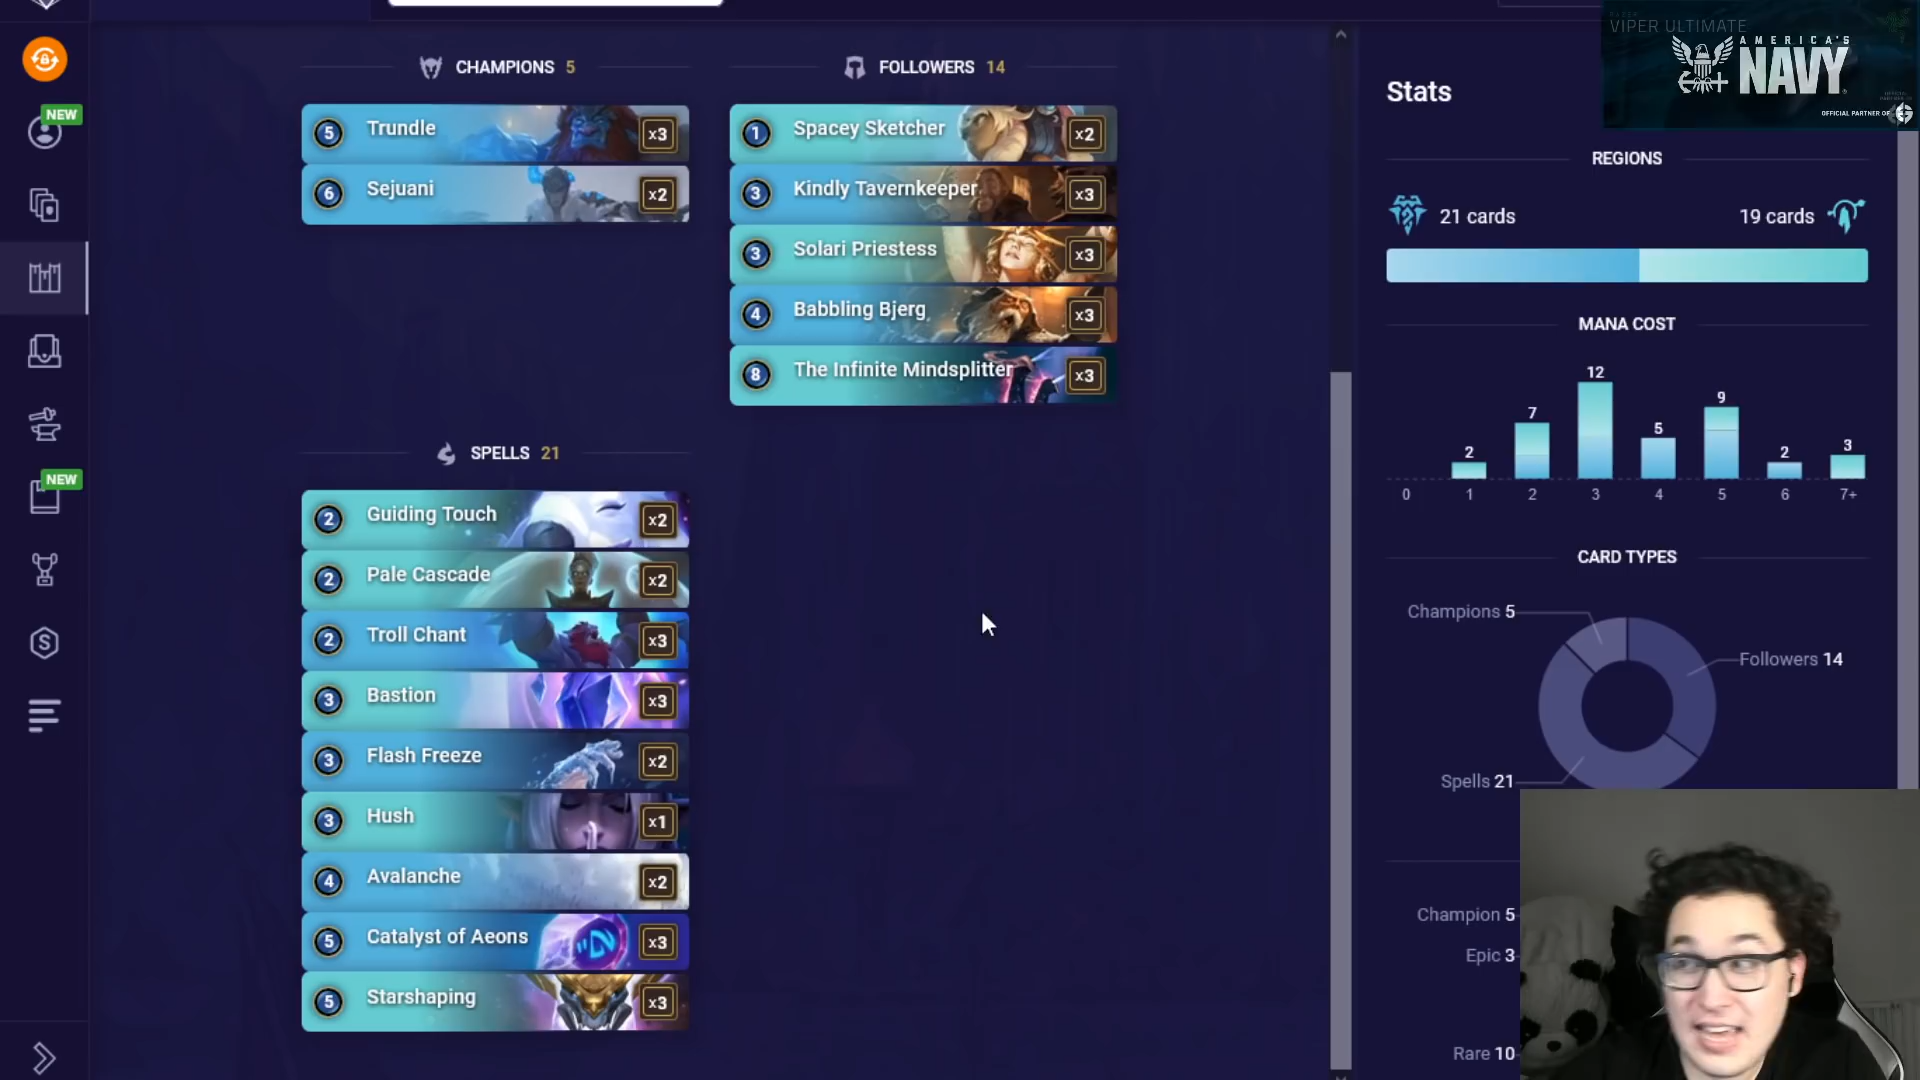 VIPER ULTIMATE
AMERICA'S
NAVY
OFFICIAL PARTNER OF
NEW
NEW
CHAMPIONS 5
5 Trundle x3
6 Sejuani x2
FOLLOWERS 14
1 Spacey Sketcher x2
3 Kindly Tavernkeeper x3
3 Solari Priestess x3
4 Babbling Bjerg x3
8 The Infinite Mindsplitter x3
SPELLS 21
2 Guiding Touch x2
2 Pale Cascade x2
2 Troll Chant x3
3 Bastion x3
3 Flash Freeze x2
3 Hush x1
4 Avalanche x2
5 Catalyst of Aeons x3
5 Starshaping x3
Stats
REGIONS
21 cards
19 cards
MANA COST
2 7 12 5 9 2 3
0 1 2 3 4 5 6 7+
CARD TYPES
Champions 5
Followers 14
Spells 21
Champion 5
Epic 3
Rare 10